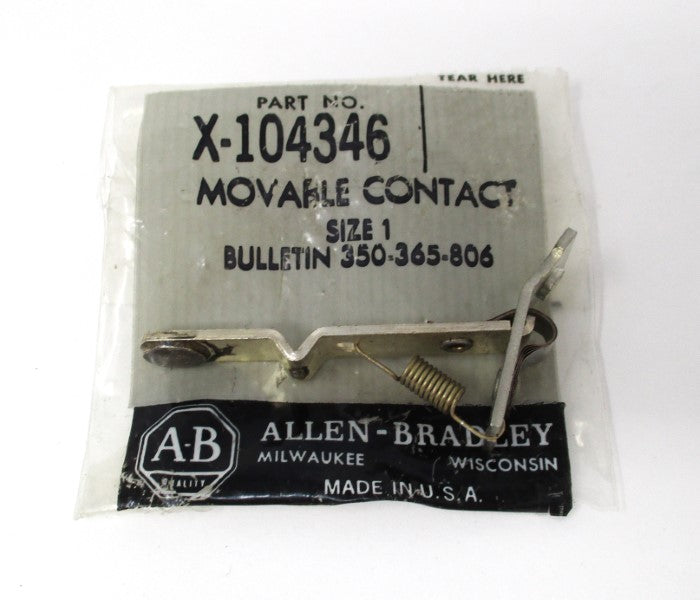 TEAR HERE
PART NO.
X-104346
MOVABLE CONTACT
SIZE 1
BULLETIN 350-365-806
A-B
QUALITY
ALLEN-BRADLEY
MILWAUKEE WISCONSIN
MADE IN U.S.A.